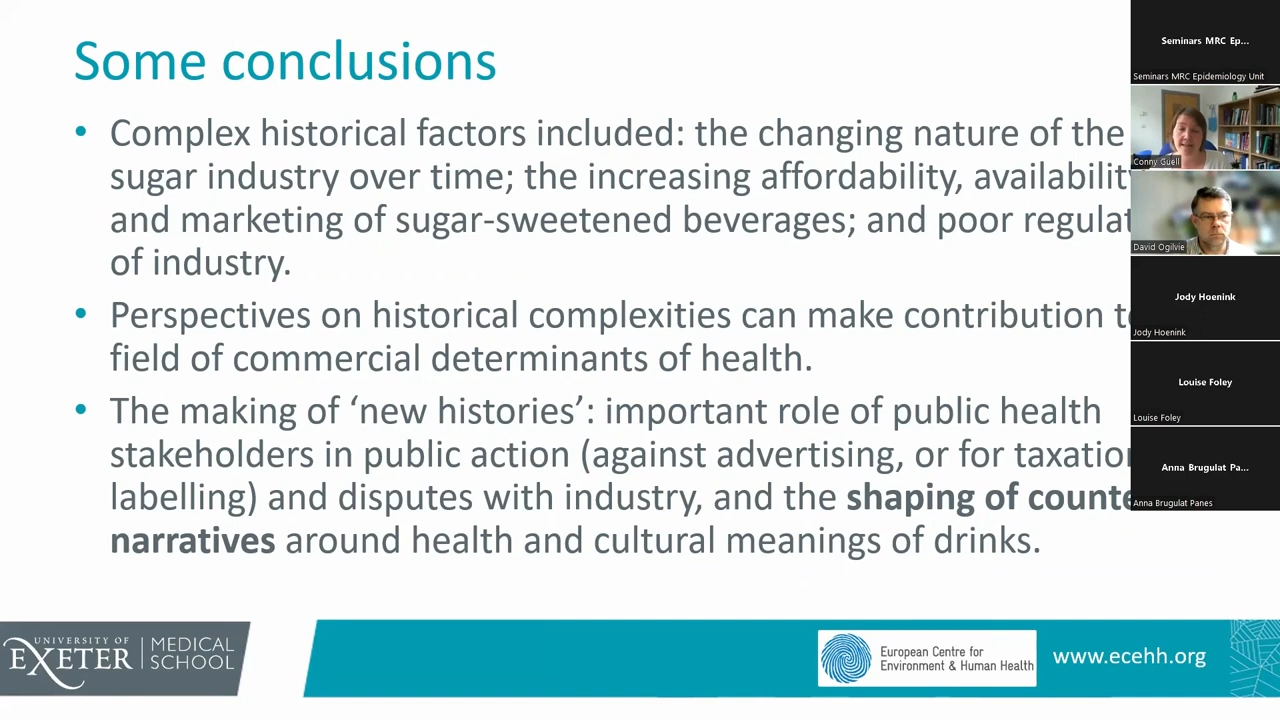 Some conclusions
• Complex historical factors included: the changing nature of the
sugar industry over time; the increasing affordability, availability
and marketing of sugar-sweetened beverages; and poor regulat
of industry.
• Perspectives on historical complexities can make contribution to
field of commercial determinants of health.
• The making of ‘new histories’: important role of public health
stakeholders in public action (against advertising, or for taxation
labelling) and disputes with industry, and the shaping of counte
narratives around health and cultural meanings of drinks.
UNIVERSITY OF
EXETER
MEDICAL
SCHOOL
European Centre for
Environment & Human Health
www.ecehh.org
Seminars MRC Ep...
Seminars MRC Epidemiology Unit
Conny Guell
David Ogilvie
Jody Hoenink
Jody Hoenink
Louise Foley
Louise Foley
Anna Brugulat Pa...
Anna Brugulat Panes